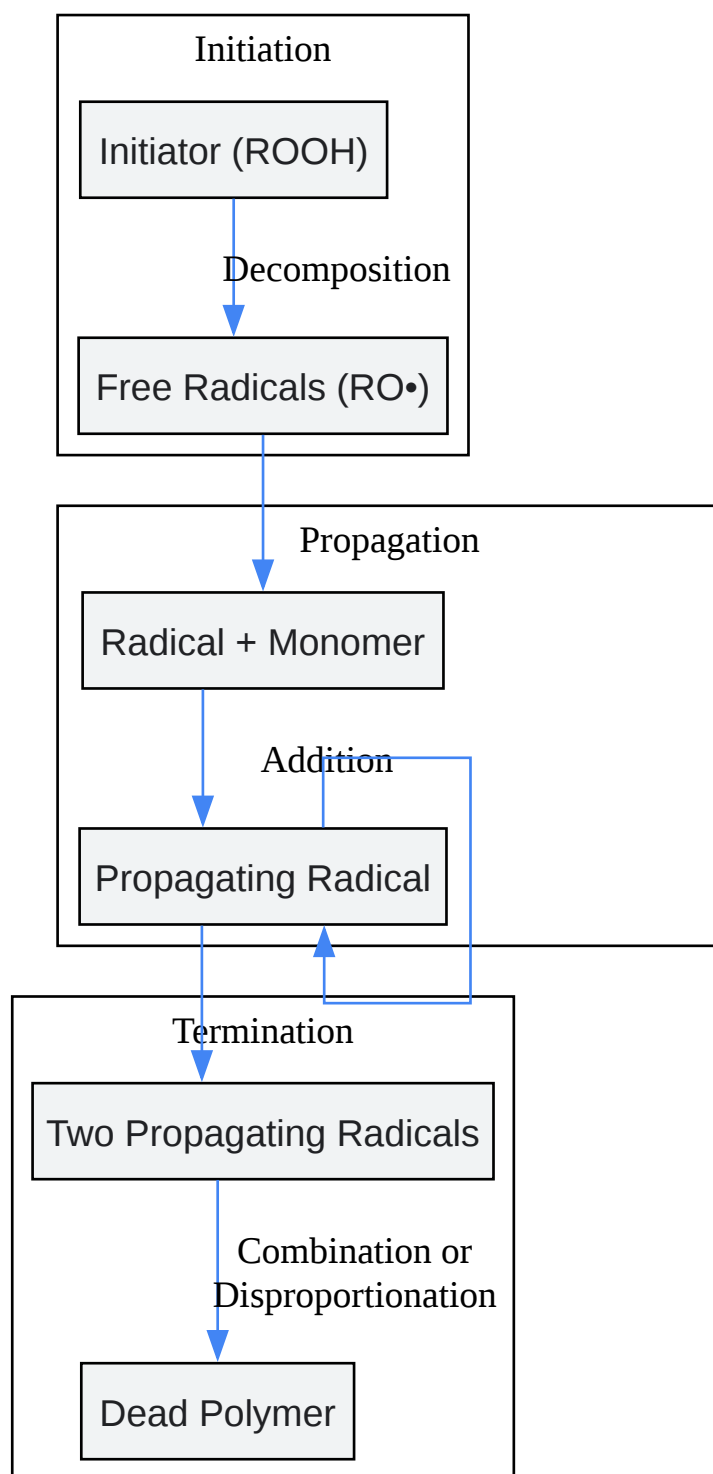 Initiation
Initiator (ROOH)
Decomposition
Free Radicals (RO•)
Propagation
Radical + Monomer
Addition
Propagating Radical
Termination
Two Propagating Radicals
Combination or
Disproportionation
Dead Polymer